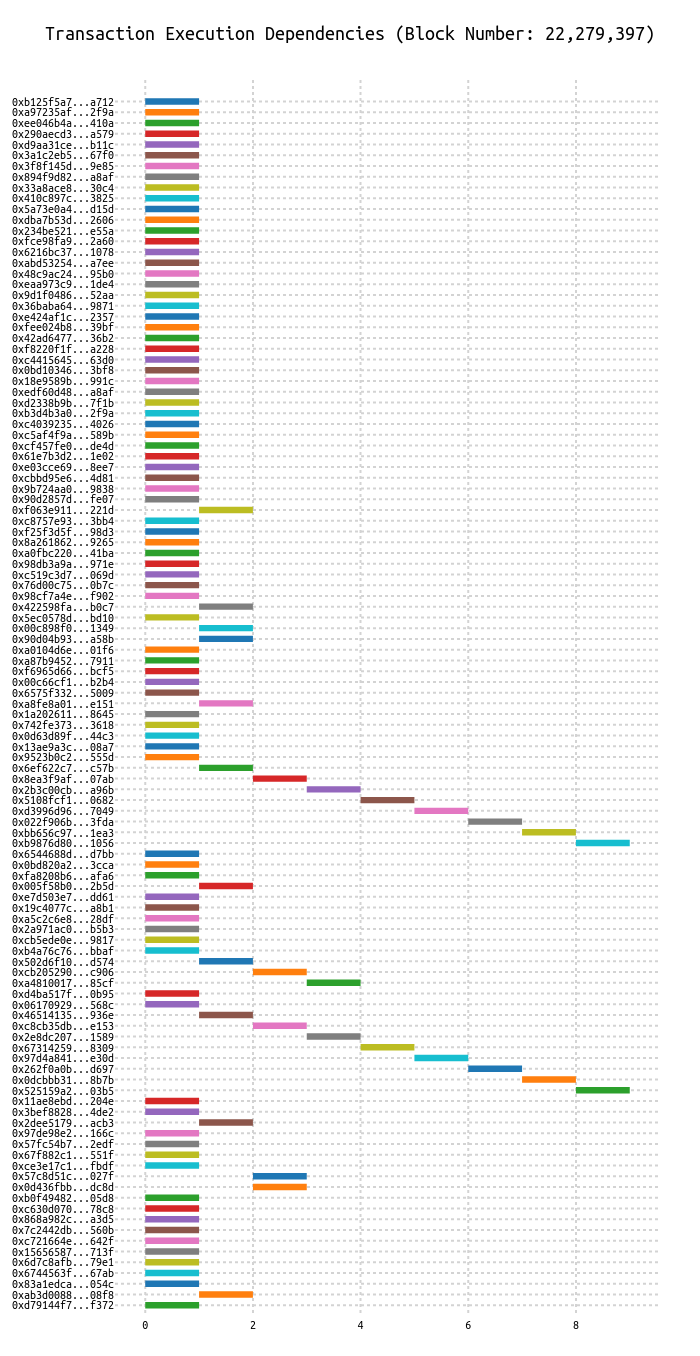 Transaction Execution Dependencies (Block Number: 22,279,397)
0xb125f5a7...a712
0xa97235af...2f9a
0xee046b4a...410a
0x290aecd3...a579
0xd9aa31ce...b11c
0x3a1c2eb5...67f0
0x3f8f145d...9e85
0x894f9d82...a8af
0x33a8ace8...30c4
0x410c897c...3825
0x5a73e0a4...d15d
0xdba7b53d...2606
0x234be521...e55a
0xfce98fa9...2a60
0x6216bc37...1078
0xabd53254...a7ee
0x48c9ac24...95b0
0xeaa973c9...1de4
0x9d1f0486...52aa
0x36baba64...9871
0xe424af1c...2357
0xfee024b8...39bf
0x42ad6477...36b2
0xf8220f1f...a228
0xc4415645...63d0
0x0bd10346...3bf8
0x18e9589b...991c
0xedf60d48...a8af
0xd2338b9b...7f1b
0xb3d4b3a0...2f9a
0xc4039235...4026
0xc5af4f9a...589b
0xcf457fe0...de4d
0x61e7b3d2...1e02
0xe03cce69...8ee7
0xcbbd95e6...4d81
0x9b724aa0...9838
0x90d2857d...fe07
0xf063e911...221d
0xc8757e93...3bb4
0xf25f3d5f...98d3
0x8a261862...9265
0xa0fbc220...41ba
0x98db3a9a...971e
0xc519c3d7...069d
0x76d00c75...0b7c
0x98cf7a4e...f902
0x422598fa...b0c7
0x5ec0578d...bd10
0x00c898f0...1349
0x90d04b93...a58b
0xa0104d6e...01f6
0xa87b9452...7911
0xf6965d66...bcf5
0x00c66cf1...b2b4
0x6575f332...5009
0xa8fe8a01...e151
0x1a202611...8645
0x742fe373...3618
0x0d63d89f...44c3
0x13ae9a3c...08a7
0x9523b0c2...555d
0x6ef622c7...c57b
0x8ea3f9af...07ab
0x2b3c00cb...a96b
0x5108fcf1...0682
0xd3996d96...7049
0x022f906b...3fda
0xbb656c97...1ea3
0xb9876d80...1056
0x6544688d...d7bb
0x0bd820a2...3cca
0xfa8208b6...afa6
0x005f58b0...2b5d
0xe7d503e7...dd61
0x19c4077c...a8b1
0xa5c2c6e8...28df
0x2a971ac0...b5b3
0xcb5ede0e...9817
0xb4a76c76...bbaf
0x502d6f10...d574
0xcb205290...c906
0xa4810017...85cf
0xd4ba517f...0b95
0x06170929...568c
0x46514135...936e
0xc8cb35db...e153
0x2e8dc207...1589
0x67314259...8309
0x97d4a841...e30d
0x262f0a0b...d697
0x0dcbbb31...8b7b
0x525159a2...03b5
0x11ae8ebd...204e
0x3bef8828...4de2
0x2dee5179...acb3
0x97de98e2...166c
0x57fc54b7...2edf
0x67f882c1...551f
0xce3e17c1...fbdf
0x57c8d51c...027f
0x0d436fbb...dc8d
0xb0f49482...05d8
0xc630d070...78c8
0x868a982c...a3d5
0x7c2442db...560b
0xc721664e...642f
0x15656587...713f
0x6d7c8afb...79e1
0x6744563f...67ab
0x83a1edca...054c
0xab3d0088...08f8
0xd79144f7...f372
0 2 4 6 8